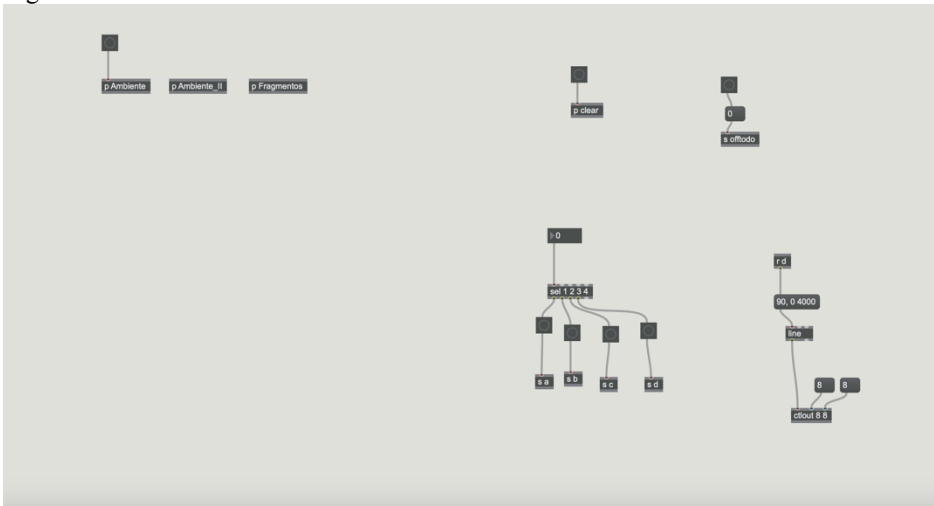 p Ambiente
p Ambiente_II
p Fragmentos
p clear
0
s offtodo
0
sel 1 2 3 4
s a
s b
s c
s d
r d
90, 0 4000
line
8
8
ctlout 8 8